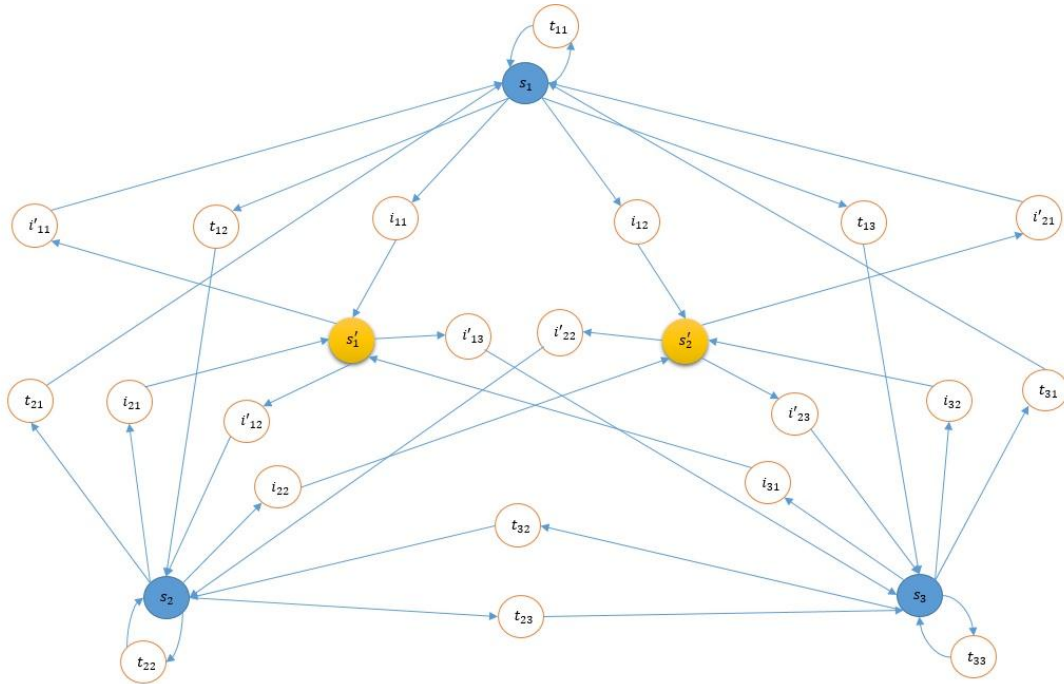 t₁₁
s₁
i'₁₁
t₁₂
i₁₁
i₁₂
t₁₃
i'₂₁
s'₁
i'₁₃
i'₂₂
s'₂
t₂₁
i₂₁
i'₁₂
i'₂₃
i₃₂
t₃₁
i₂₂
i₃₁
t₃₂
s₂
t₂₃
s₃
t₂₂
t₃₃